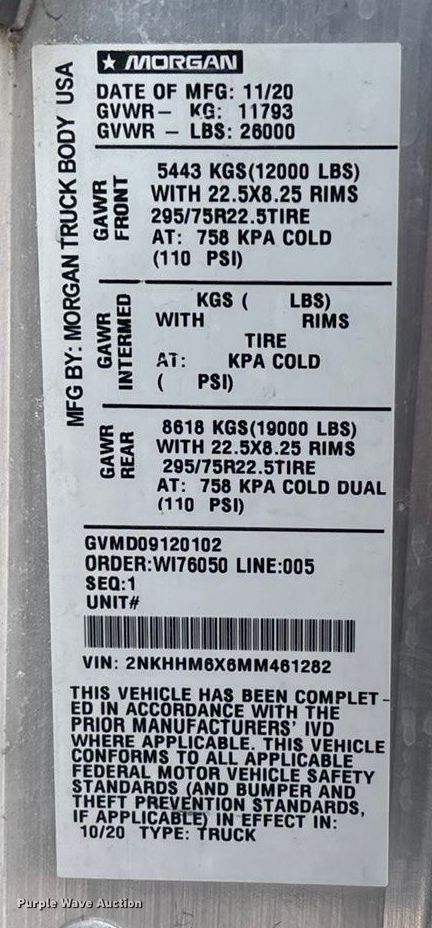 ★ MORGAN
DATE OF MFG: 11/20
GVWR- KG: 11793
GVWR - LBS: 26000
MFG BY: MORGAN TRUCK BODY USA
GAWR FRONT
5443 KGS(12000 LBS)
WITH 22.5X8.25 RIMS
295/75R22.5TIRE
AT: 758 KPA COLD
(110 PSI)
GAWR INTERMED
KGS ( LBS)
WITH RIMS
TIRE
AT: KPA COLD
( PSI)
GAWR REAR
8618 KGS(19000 LBS)
WITH 22.5X8.25 RIMS
295/75R22.5TIRE
AT: 758 KPA COLD DUAL
(110 PSI)
GVMD09120102
ORDER:WI76050 LINE:005
SEQ:1
UNIT#
VIN: 2NKHHM6X6MM461282
THIS VEHICLE HAS BEEN COMPLET-
ED IN ACCORDANCE WITH THE
PRIOR MANUFACTURERS' IVD
WHERE APPLICABLE. THIS VEHICLE
CONFORMS TO ALL APPLICABLE
FEDERAL MOTOR VEHICLE SAFETY
STANDARDS (AND BUMPER AND
THEFT PREVENTION STANDARDS,
IF APPLICABLE) IN EFFECT IN:
10/20 TYPE: TRUCK
Purple Wave Auction